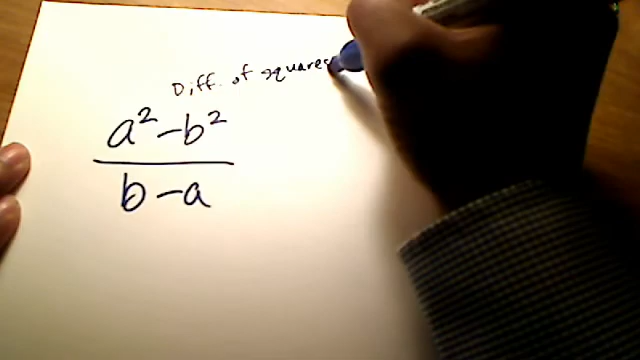 Diff. of squares
a² - b²
b - a